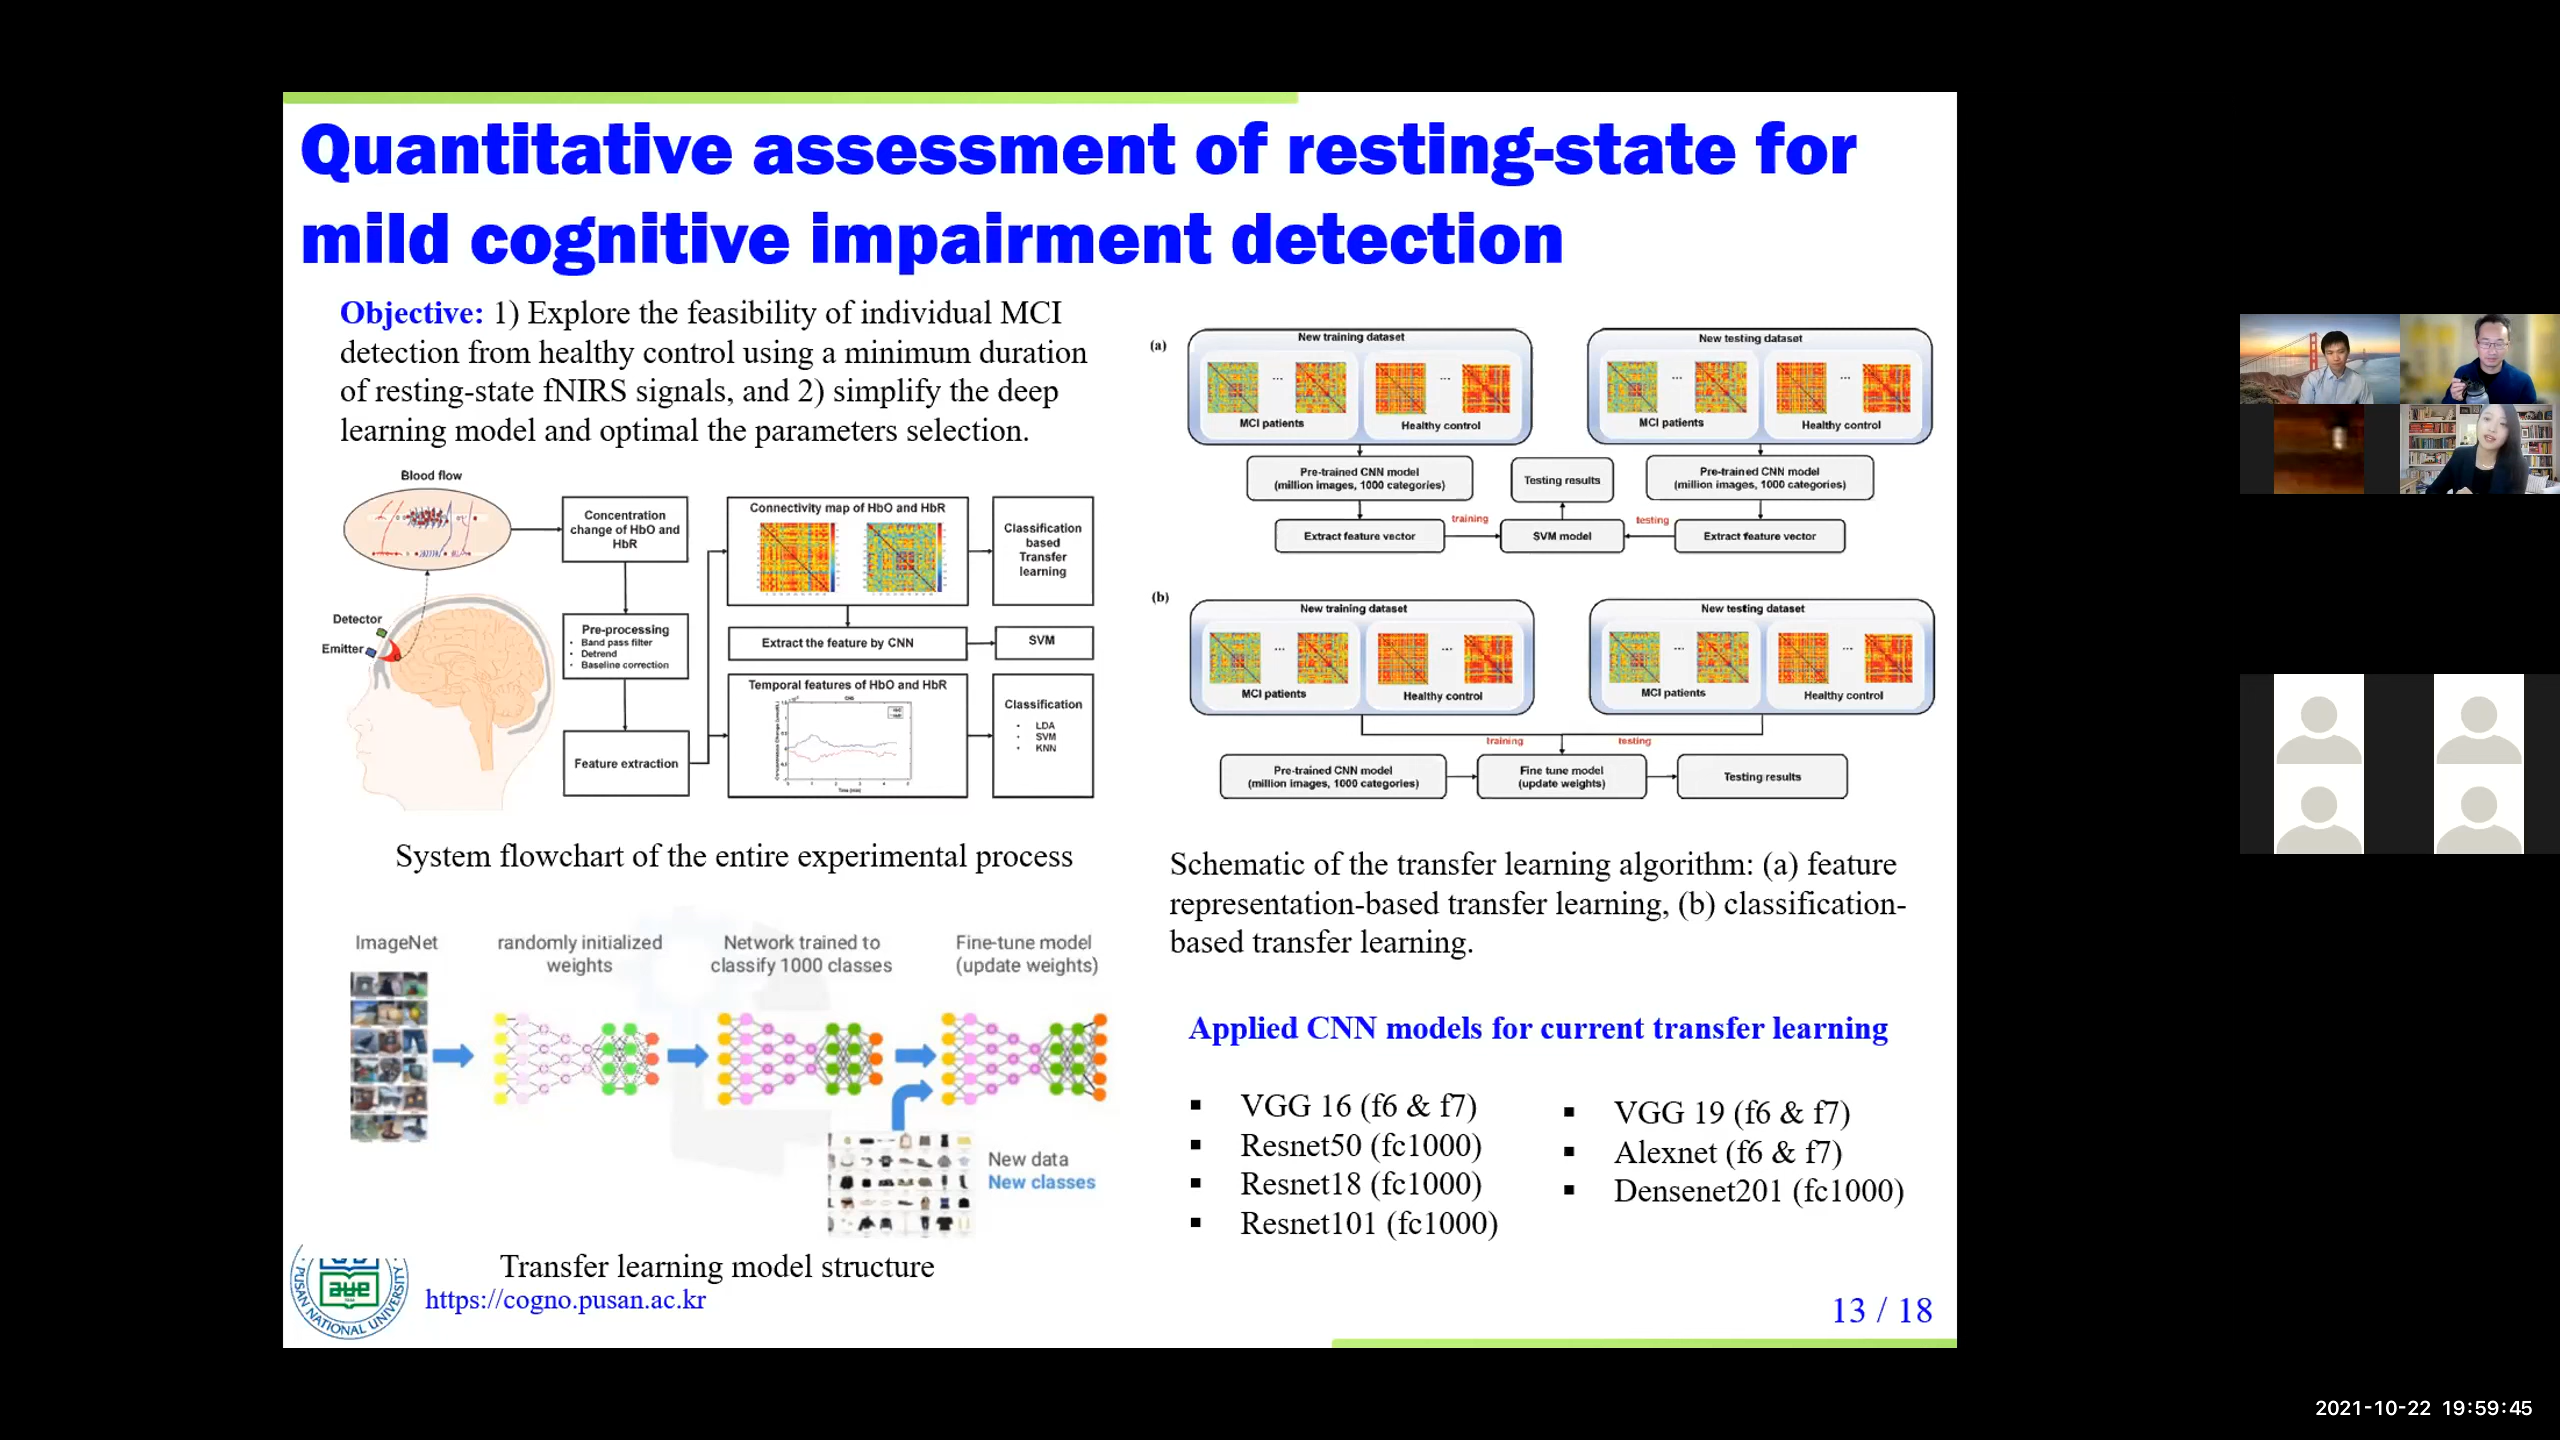 Quantitative assessment of resting-state for
mild cognitive impairment detection
Objective: 1) Explore the feasibility of individual MCI
detection from healthy control using a minimum duration
of resting-state fNIRS signals, and 2) simplify the deep
learning model and optimal the parameters selection.
Blood flow
Detector
Emitter
Concentration
change of HbO and
HbR
Pre-processing
• Band pass filter
• Detrend
• Baseline correction
Feature extraction
Connectivity map of HbO and HbR
Classification
based
Transfer
learning
Extract the feature by CNN
SVM
Temporal features of HbO and HbR
Time (min)
Classification
• LDA
• SVM
• KNN
System flowchart of the entire experimental process
ImageNet
randomly initialized
weights
Network trained to
classify 1000 classes
Fine-tune model
(update weights)
New data
New classes
Transfer learning model structure
(a)
New training dataset
...
...
MCI patients
Healthy control
New testing dataset
...
...
MCI patients
Healthy control
Pre-trained CNN model
(million images, 1000 categories)
Testing results
Pre-trained CNN model
(million images, 1000 categories)
Extract feature vector
training
SVM model
testing
Extract feature vector
(b)
New training dataset
...
...
MCI patients
Healthy control
New testing dataset
...
...
MCI patients
Healthy control
training
testing
Pre-trained CNN model
(million images, 1000 categories)
Fine tune model
(update weights)
Testing results
Schematic of the transfer learning algorithm: (a) feature
representation-based transfer learning, (b) classification-
based transfer learning.
Applied CNN models for current transfer learning
▪ VGG 16 (f6 & f7)
▪ Resnet50 (fc1000)
▪ Resnet18 (fc1000)
▪ Resnet101 (fc1000)
▪ VGG 19 (f6 & f7)
▪ Alexnet (f6 & f7)
▪ Densenet201 (fc1000)
PUSAN NATIONAL UNIVERSITY
https://cogno.pusan.ac.kr
13 / 18
2021-10-22 19:59:45